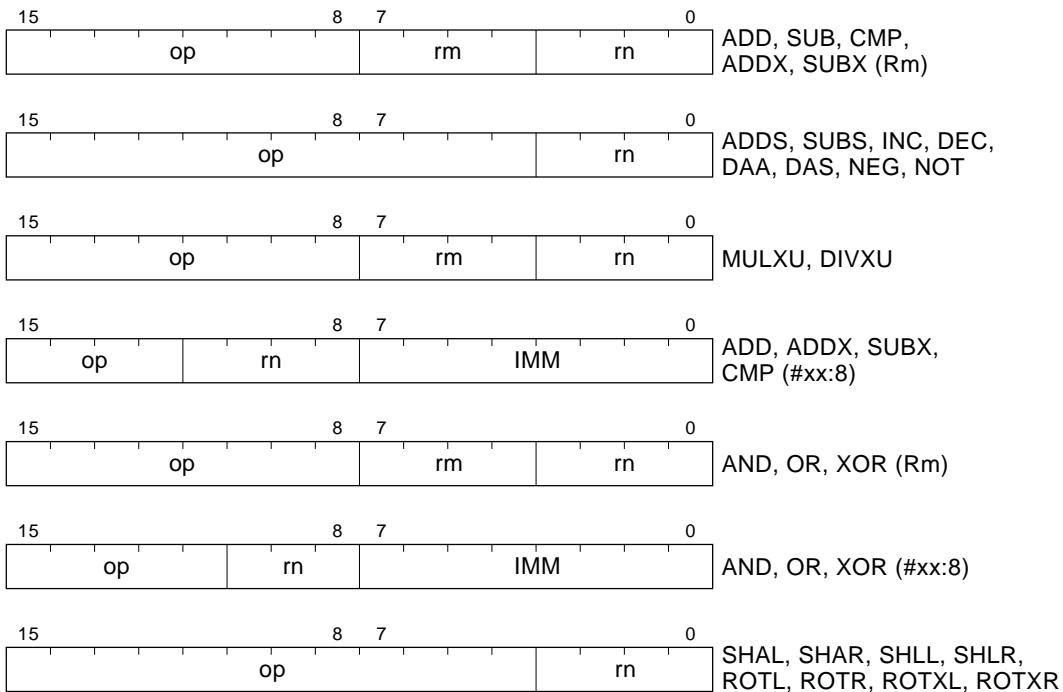 15 8 7 0
op rm rn
ADD, SUB, CMP,
ADDX, SUBX (Rm)
15 8 7 0
op rn
ADDS, SUBS, INC, DEC,
DAA, DAS, NEG, NOT
15 8 7 0
op rm rn
MULXU, DIVXU
15 8 7 0
op rn IMM
ADD, ADDX, SUBX,
CMP (#xx:8)
15 8 7 0
op rm rn
AND, OR, XOR (Rm)
15 8 7 0
op rn IMM
AND, OR, XOR (#xx:8)
15 8 7 0
op rn
SHAL, SHAR, SHLL, SHLR,
ROTL, ROTR, ROTXL, ROTXR